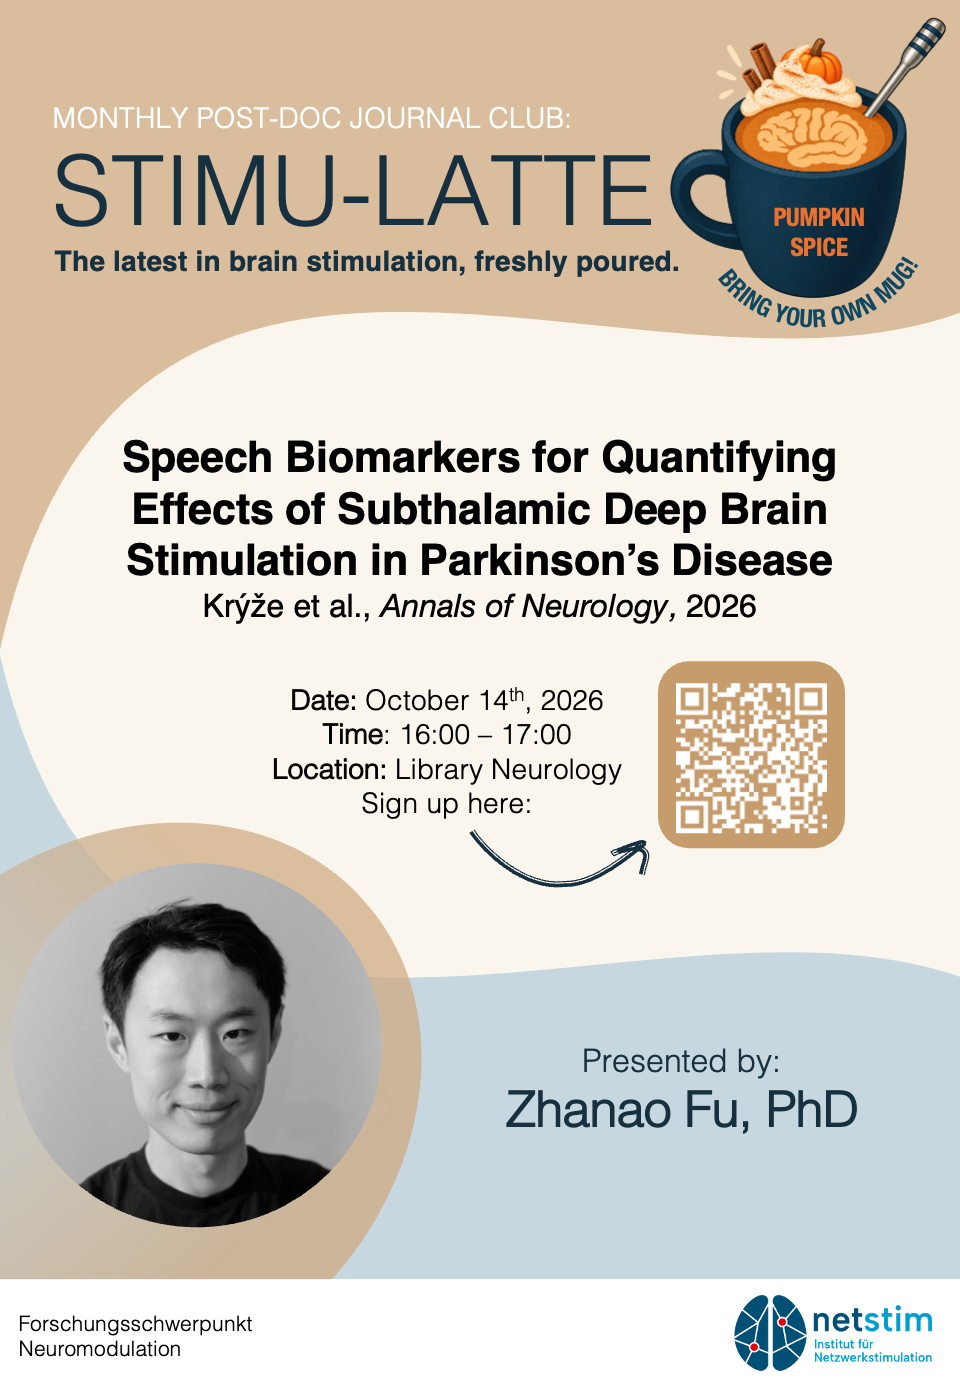 MONTHLY POST-DOC JOURNAL CLUB:
STIMU-LATTE
The latest in brain stimulation, freshly poured.
PUMPKIN
SPICE
BRING YOUR OWN MUG!
Speech Biomarkers for Quantifying
Effects of Subthalamic Deep Brain
Stimulation in Parkinson’s Disease
Krýže et al., Annals of Neurology, 2026
Date: October 14th, 2026
Time: 16:00 – 17:00
Location: Library Neurology
Sign up here:
Presented by:
Zhanao Fu, PhD
Forschungsschwerpunkt
Neuromodulation
netstim
Institut für
Netzwerkstimulation